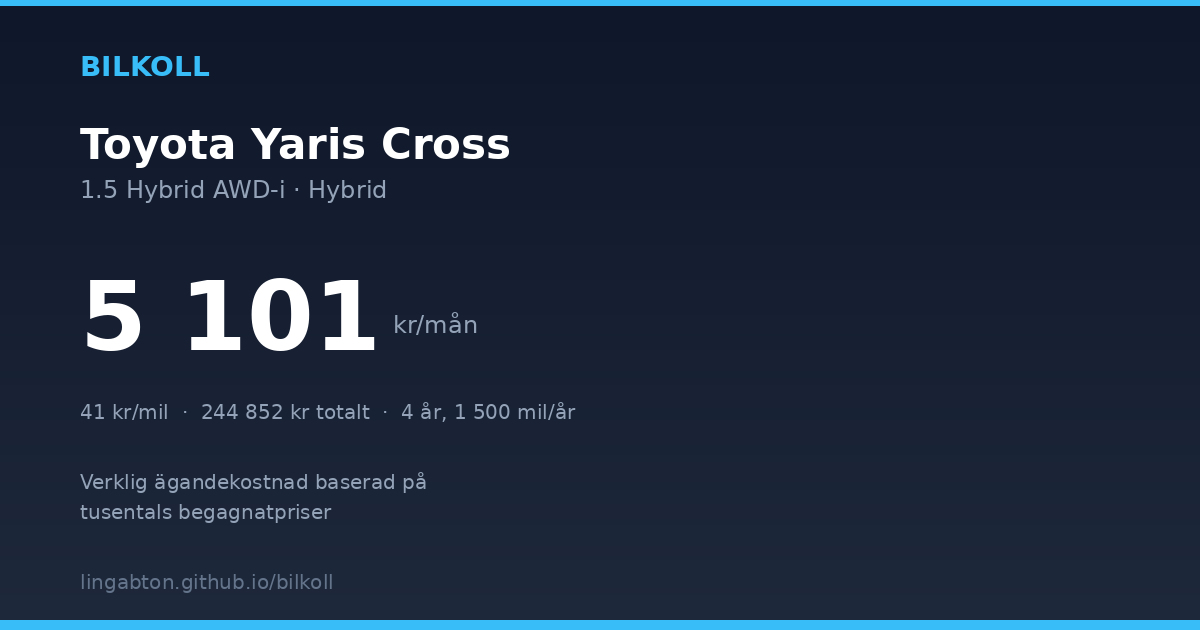 BILKOLL
Toyota Yaris Cross
1.5 Hybrid AWD-i · Hybrid
5 101 kr/mån
41 kr/mil · 244 852 kr totalt · 4 år, 1 500 mil/år
Verklig ägandekostnad baserad på
tusentals begagnatpriser
lingabton.github.io/bilkoll